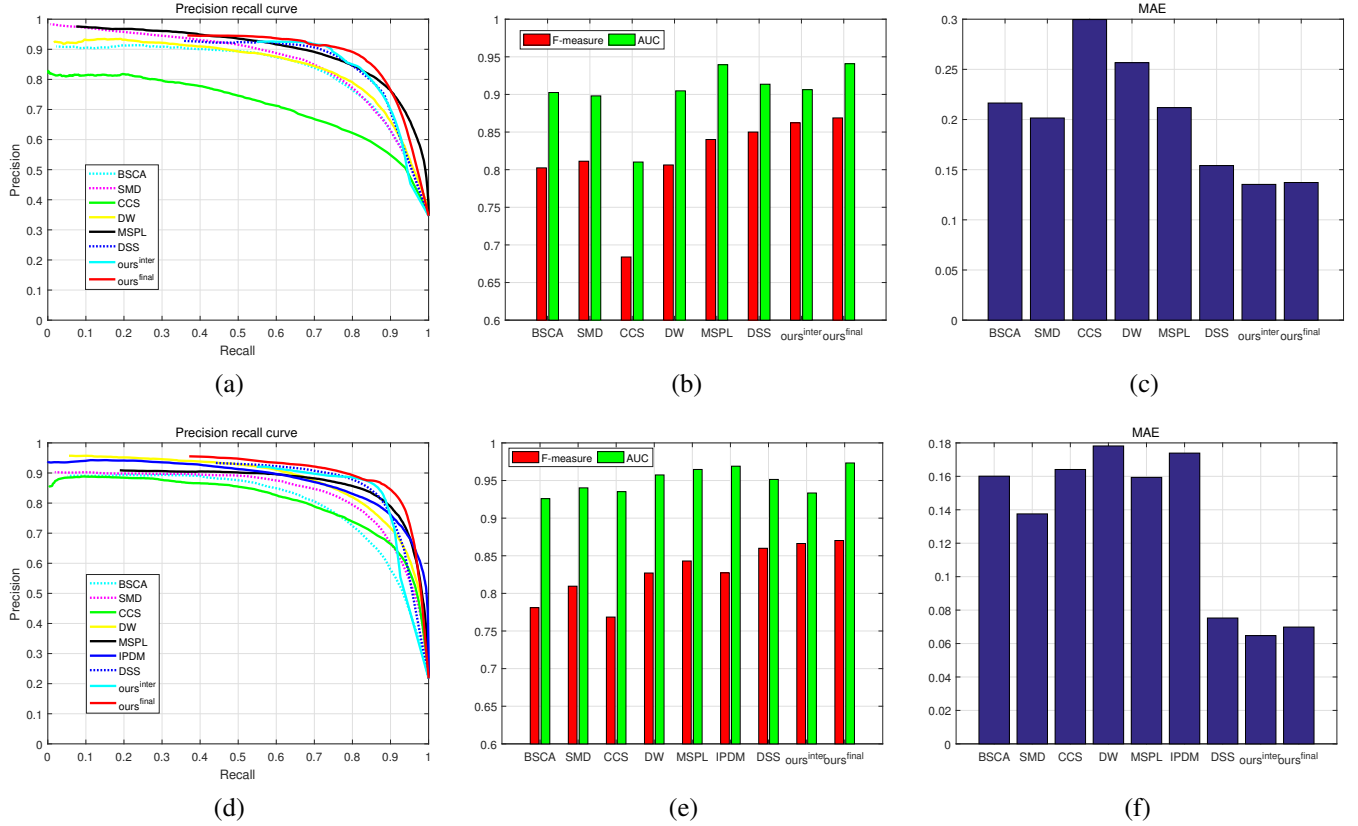 Precision recall curve
1
0.9
0.8
0.7
0.6
0.5
0.4
0.3
0.2
0.1
0
Precision
BSCA
SMD
CCS
DW
MSPL
DSS
ours^inter
ours^final
0 0.1 0.2 0.3 0.4 0.5 0.6 0.7 0.8 0.9 1
Recall
(a)
1
0.95
0.9
0.85
0.8
0.75
0.7
0.65
0.6
F-measure AUC
BSCA SMD CCS DW MSPL DSS ours^inter ours^final
(b)
MAE
0.3
0.25
0.2
0.15
0.1
0.05
0
BSCA SMD CCS DW MSPL DSS ours^inter ours^final
(c)
Precision recall curve
1
0.9
0.8
0.7
0.6
0.5
0.4
0.3
0.2
0.1
0
Precision
BSCA
SMD
CCS
DW
MSPL
IPDM
DSS
ours^inter
ours^final
0 0.1 0.2 0.3 0.4 0.5 0.6 0.7 0.8 0.9 1
Recall
(d)
1
0.95
0.9
0.85
0.8
0.75
0.7
0.65
0.6
F-measure AUC
BSCA SMD CCS DW MSPL IPDM DSS ours^inter ours^final
(e)
MAE
0.18
0.16
0.14
0.12
0.1
0.08
0.06
0.04
0.02
0
BSCA SMD CCS DW MSPL IPDM DSS ours^inter ours^final
(f)